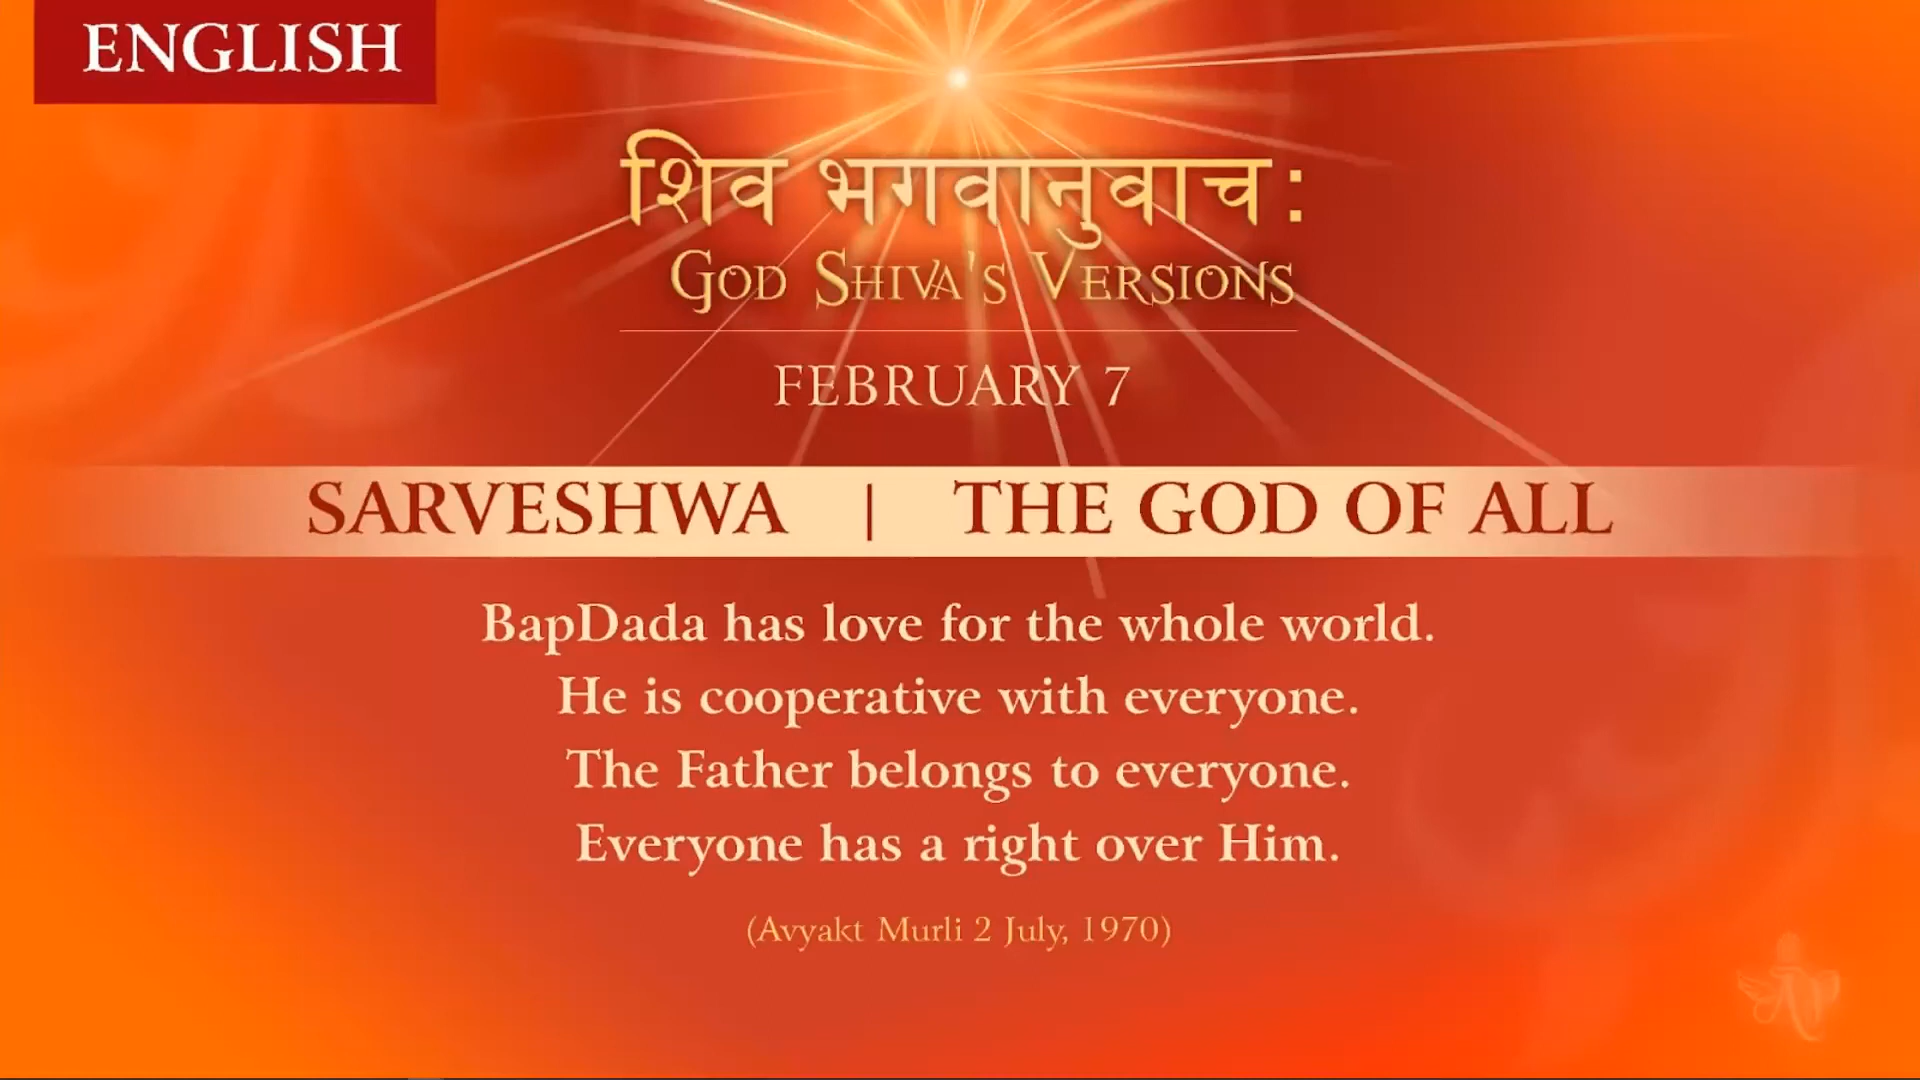 ENGLISH
शिव भगवानुवाच:
GOD SHIVA'S VERSIONS
FEBRUARY 7
SARVESHWA | THE GOD OF ALL
BapDada has love for the whole world.
He is cooperative with everyone.
The Father belongs to everyone.
Everyone has a right over Him.
(Avyakt Murli 2 July, 1970)